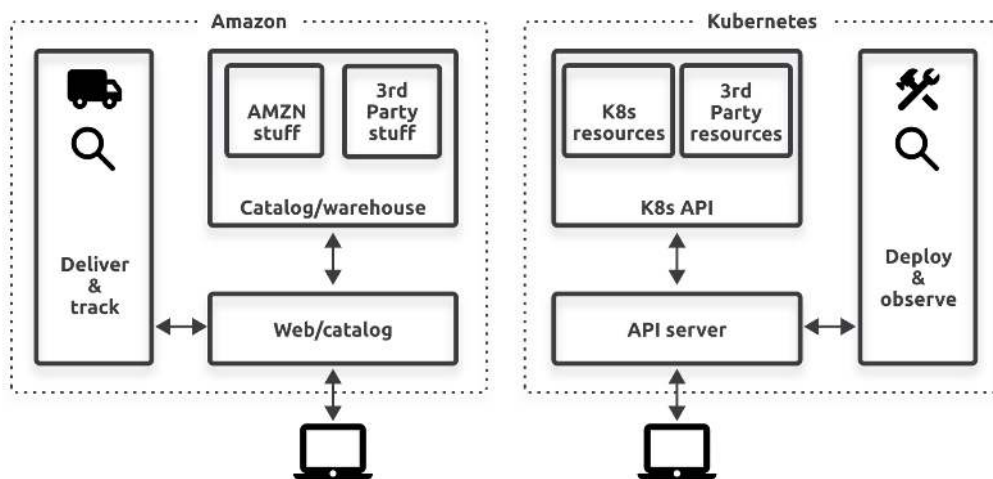 Amazon
AMZN
stuff
3rd
Party
stuff
Catalog/warehouse
Deliver
&
track
Web/catalog
Kubernetes
K8s
resources
3rd
Party
resources
K8s API
Deploy
&
observe
API server